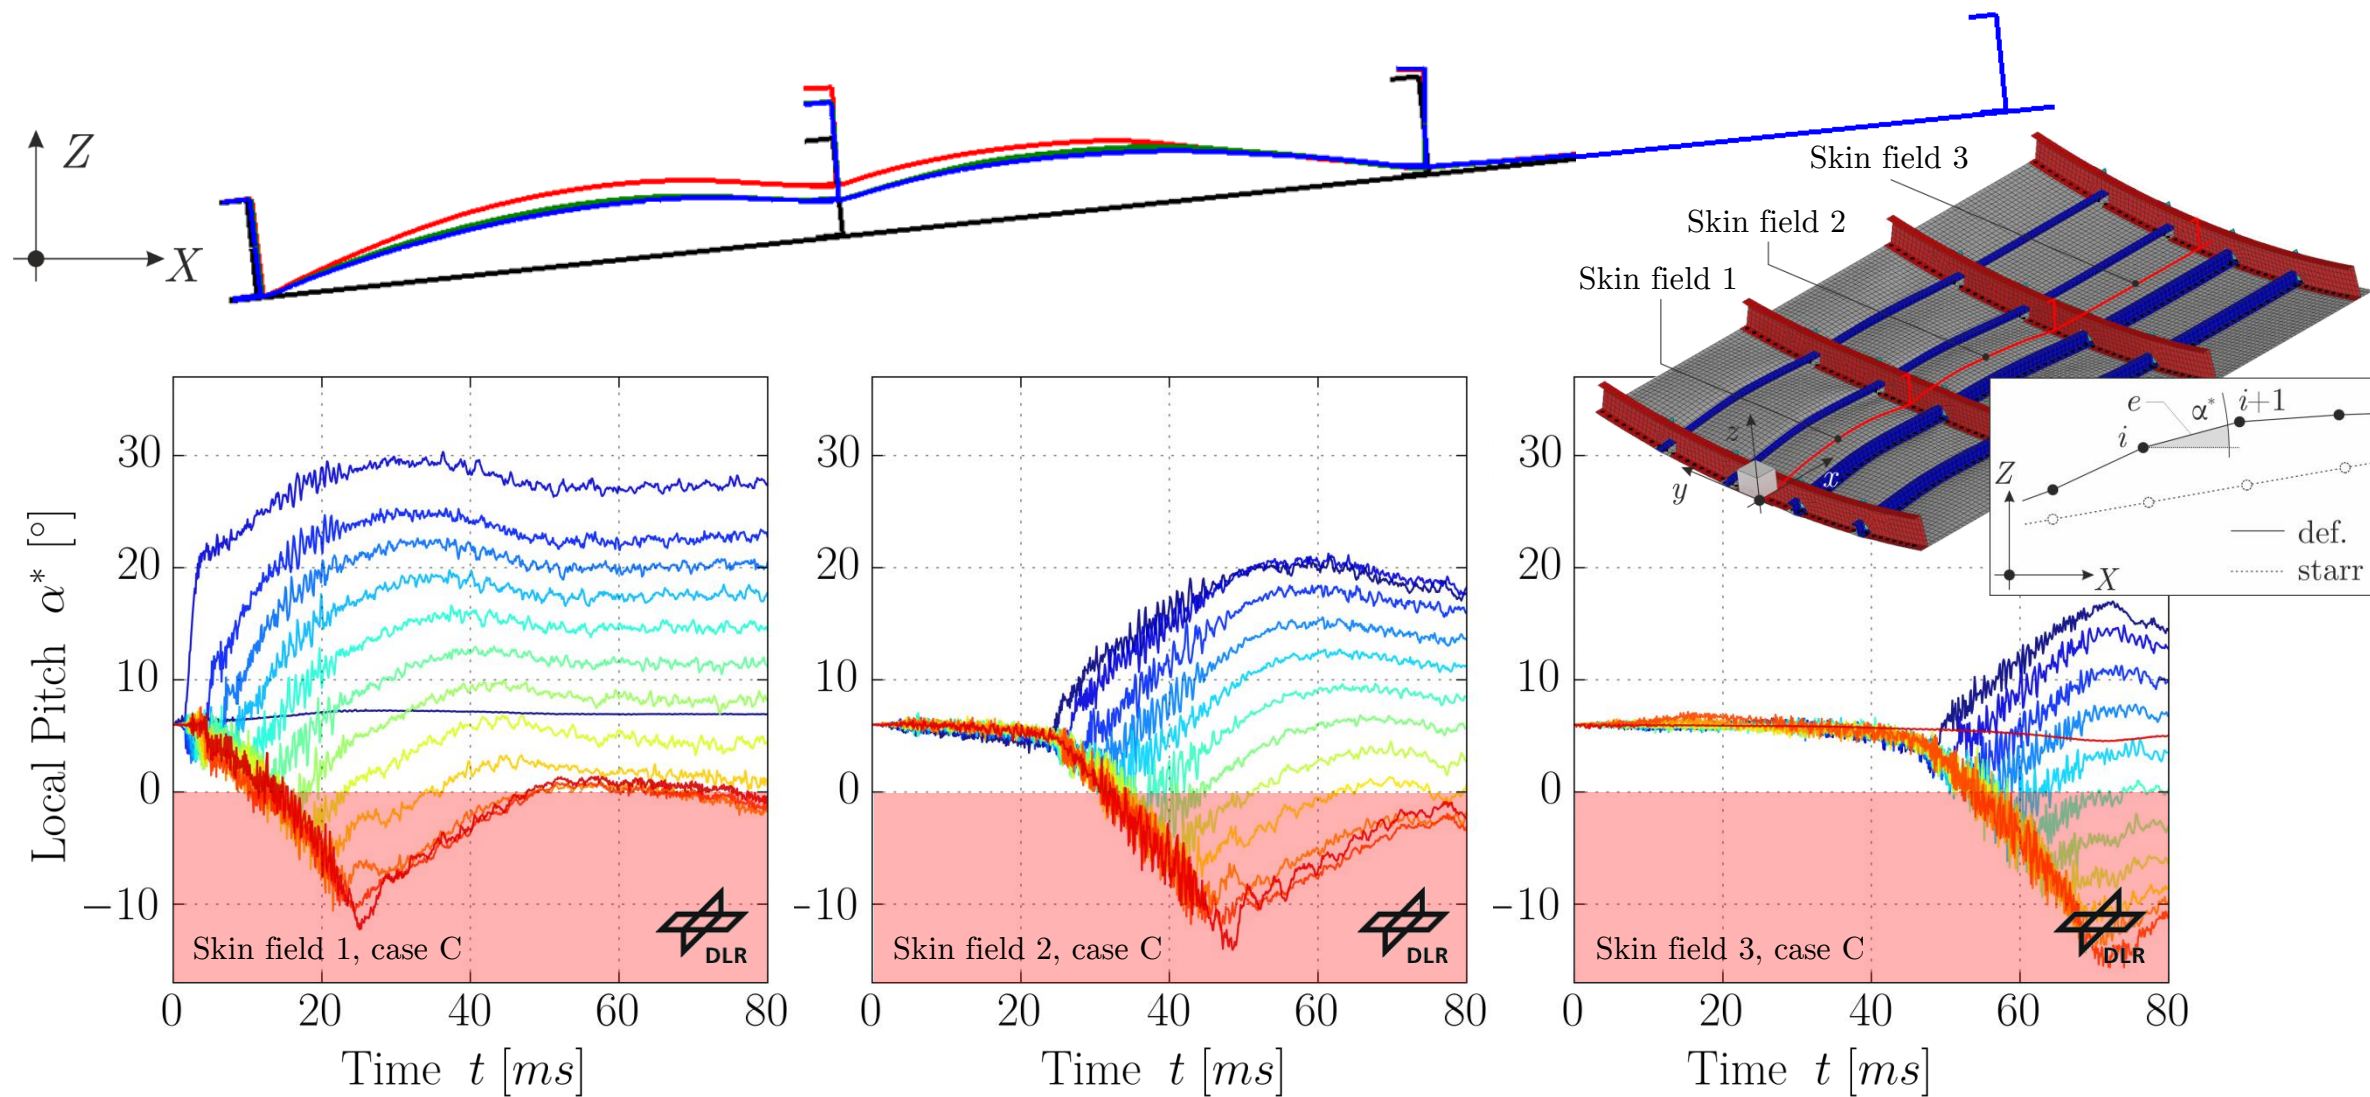 Z
X
Skin field 3
Skin field 2
Skin field 1
z
x
y
e
α*
i+1
i
Z
X
def.
starr
Local Pitch α* [°]
30
20
10
0
−10
Skin field 1, case C
DLR
0 20 40 60 80
Time t [ms]
30
20
10
0
−10
Skin field 2, case C
DLR
0 20 40 60 80
Time t [ms]
30
20
10
0
−10
Skin field 3, case C
DLR
0 20 40 60 80
Time t [ms]